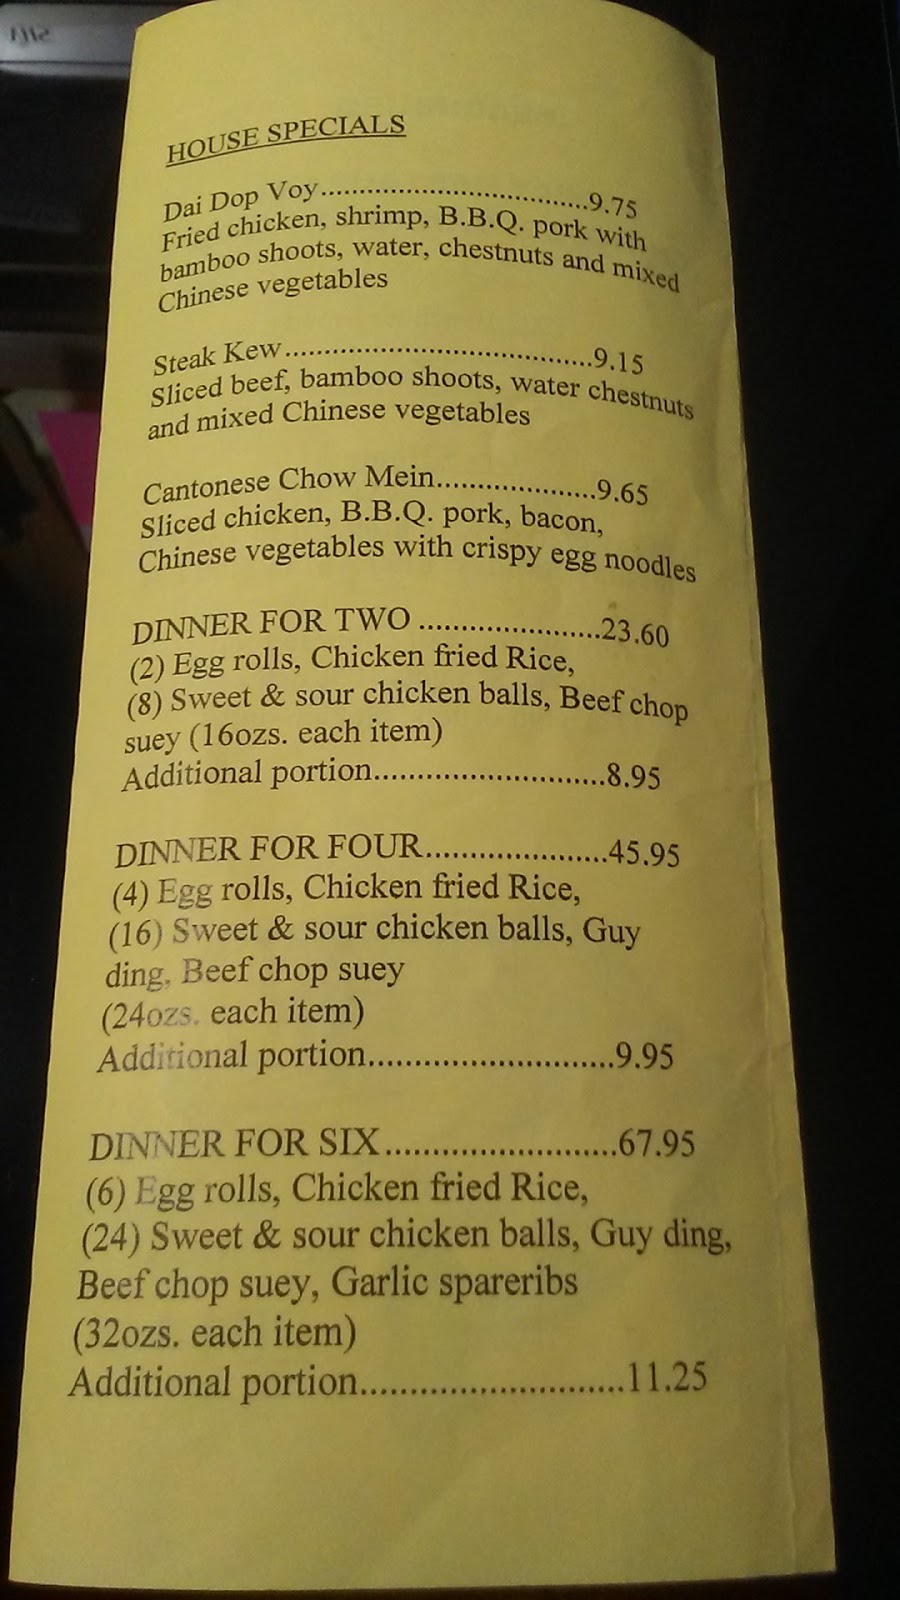 HOUSE SPECIALS
Dai Dop Voy..................................9.75
Fried chicken, shrimp, B.B.Q. pork with
bamboo shoots, water, chestnuts and mixed
Chinese vegetables
Steak Kew.......................................9.15
Sliced beef, bamboo shoots, water chestnuts
and mixed Chinese vegetables
Cantonese Chow Mein....................9.65
Sliced chicken, B.B.Q. pork, bacon,
Chinese vegetables with crispy egg noodles
DINNER FOR TWO ......................23.60
(2) Egg rolls, Chicken fried Rice,
(8) Sweet & sour chicken balls, Beef chop
suey (16ozs. each item)
Additional portion............................8.95
DINNER FOR FOUR......................45.95
(4) Egg rolls, Chicken fried Rice,
(16) Sweet & sour chicken balls, Guy
ding, Beef chop suey
(24ozs. each item)
Additional portion.............................9.95
DINNER FOR SIX..........................67.95
(6) Egg rolls, Chicken fried Rice,
(24) Sweet & sour chicken balls, Guy ding,
Beef chop suey, Garlic spareribs
(32ozs. each item)
Additional portion..............................11.25